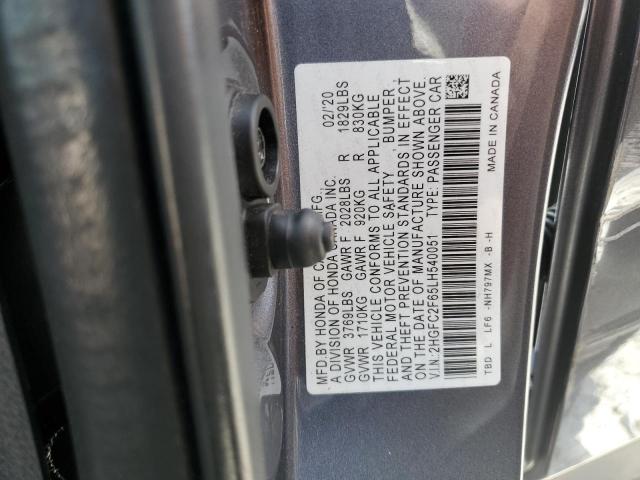 MFD.BY HONDA OF CA MFG., 02/'20
A DIVISION OF HONDA CANADA INC.
GVWR 3769LBS GAWR F 2028LBS R 1829LBS
GVWR 1710KG GAWR F 920KG R 830KG
THIS VEHICLE CONFORMS TO ALL APPLICABLE
FEDERAL MOTOR VEHICLE SAFETY , BUMPER ,
AND THEFT PREVENTION STANDARDS IN EFFECT
ON THE DATE OF MANUFACTURE SHOWN ABOVE.
V.I.N:2HGFC2F65LH540051 TYPE: PASSENGER CAR
TBD L LF6 -NH797MX -B -H MADE IN CANADA